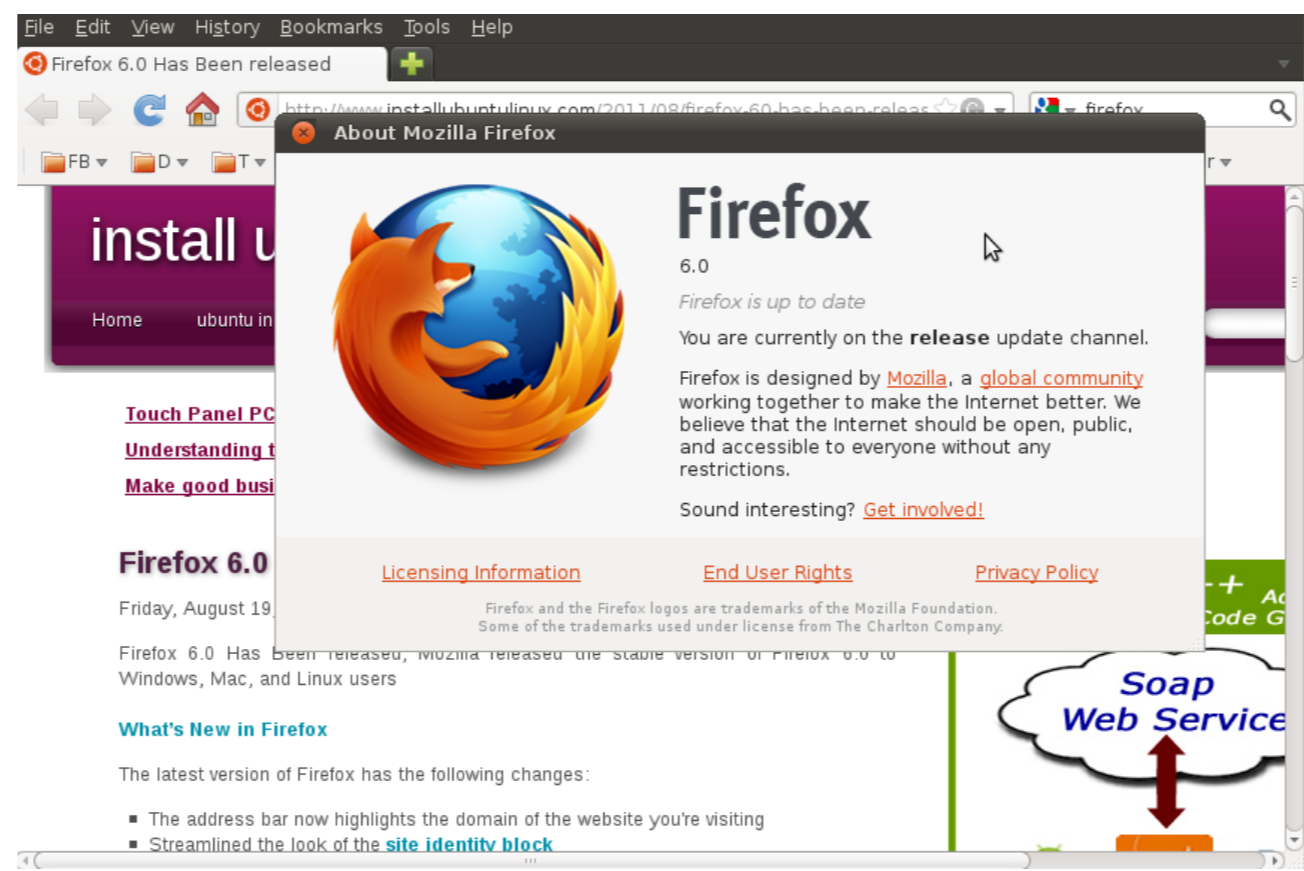 File Edit View History Bookmarks Tools Help
Firefox 6.0 Has Been released
http://www.installubuntulinux.com/2011/08/firefox-60-has-been-releas
firefox
FB D T
About Mozilla Firefox
install u
Home ubuntu in
Firefox
6.0
Firefox is up to date
You are currently on the release update channel.
Firefox is designed by Mozilla, a global community
working together to make the Internet better. We
believe that the Internet should be open, public,
and accessible to everyone without any
restrictions.
Sound interesting? Get involved!
Licensing Information End User Rights Privacy Policy
Firefox and the Firefox logos are trademarks of the Mozilla Foundation.
Some of the trademarks used under license from The Charlton Company.
Touch Panel PC
Understanding t
Make good busi
Firefox 6.0
Friday, August 19
Firefox 6.0 Has Been released, Mozilla released the stable version of Firefox 6.0 to
Windows, Mac, and Linux users
What's New in Firefox
The latest version of Firefox has the following changes:
The address bar now highlights the domain of the website you're visiting
Streamlined the look of the site identity block
Code G
Soap
Web Service